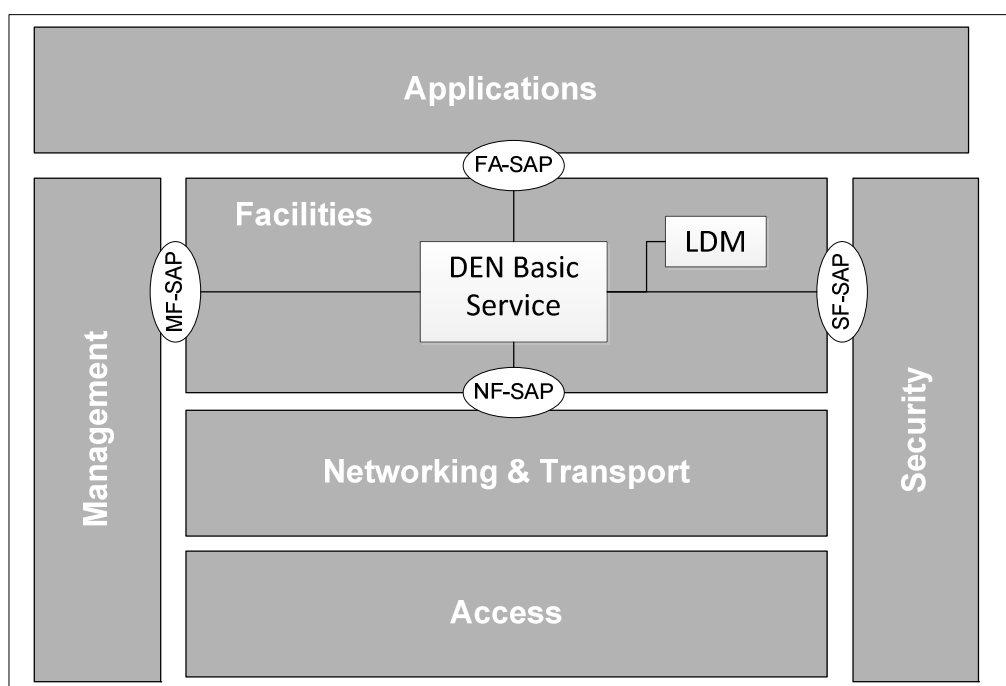 Applications
FA-SAP
Facilities
LDM
DEN Basic
Service
MF-SAP
SF-SAP
NF-SAP
Management
Networking & Transport
Security
Access